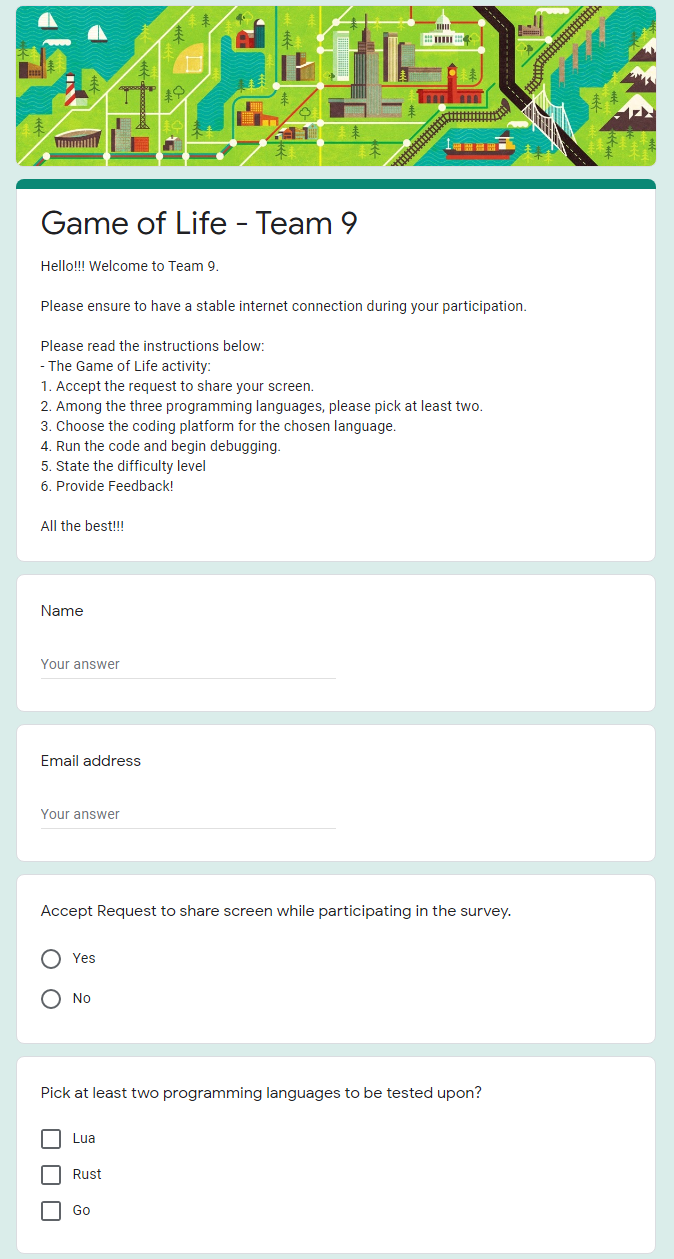 Game of Life - Team 9
Hello!!! Welcome to Team 9.
Please ensure to have a stable internet connection during your participation.
Please read the instructions below:
- The Game of Life activity:
1. Accept the request to share your screen.
2. Among the three programming languages, please pick at least two.
3. Choose the coding platform for the chosen language.
4. Run the code and begin debugging.
5. State the difficulty level
6. Provide Feedback!
All the best!!!
Name
Your answer
Email address
Your answer
Accept Request to share screen while participating in the survey.
Yes
No
Pick at least two programming languages to be tested upon?
Lua
Rust
Go